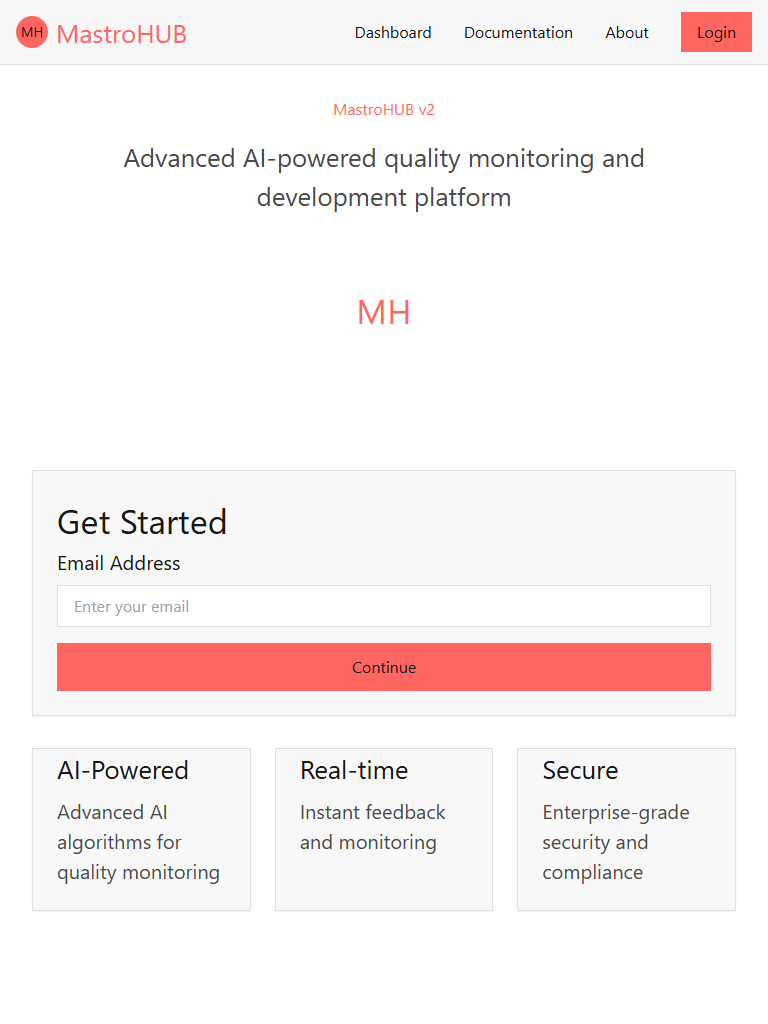 MH MastroHUB
Dashboard Documentation About Login
MastroHUB v2
Advanced AI-powered quality monitoring and
development platform
MH
Get Started
Email Address
Enter your email
Continue
AI-Powered
Advanced AI
algorithms for
quality monitoring
Real-time
Instant feedback
and monitoring
Secure
Enterprise-grade
security and
compliance